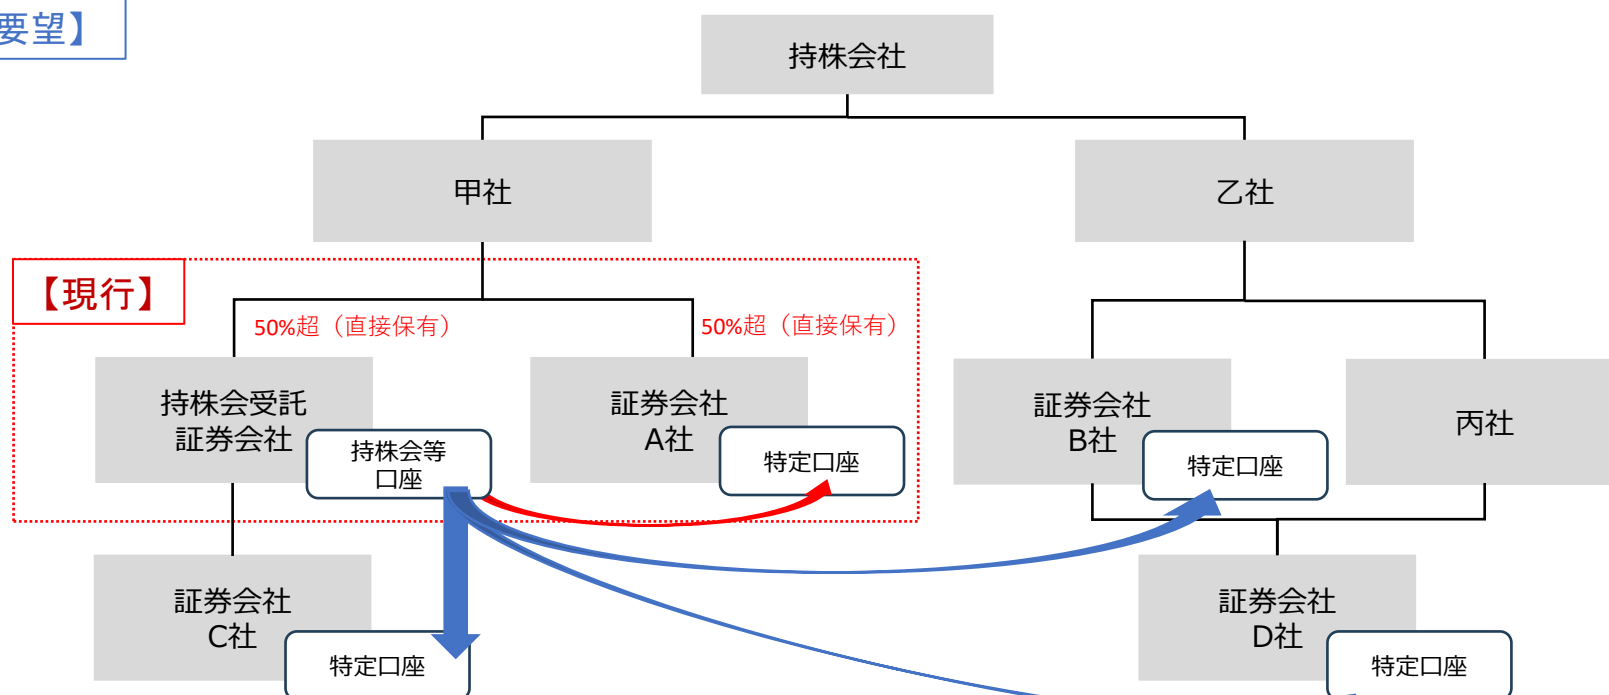 要望】
持株会社
甲社
乙社
【現行】
50%超（直接保有）
50%超（直接保有）
持株会受託
証券会社
持株会等
口座
証券会社
A社
特定口座
証券会社
B社
特定口座
丙社
証券会社
C社
特定口座
証券会社
D社
特定口座